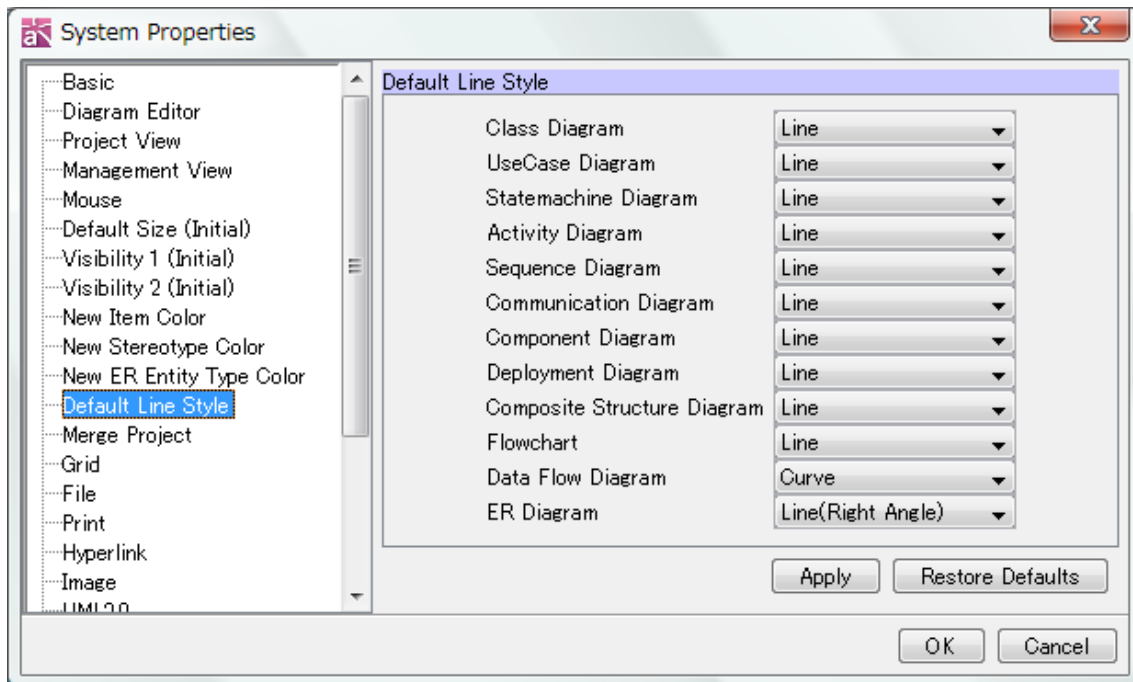 System Properties
Basic
Diagram Editor
Project View
Management View
Mouse
Default Size (Initial)
Visibility 1 (Initial)
Visibility 2 (Initial)
New Item Color
New Stereotype Color
New ER Entity Type Color
Default Line Style
Merge Project
Grid
File
Print
Hyperlink
Image
Default Line Style
Class Diagram Line
UseCase Diagram Line
Statemachine Diagram Line
Activity Diagram Line
Sequence Diagram Line
Communication Diagram Line
Component Diagram Line
Deployment Diagram Line
Composite Structure Diagram Line
Flowchart Line
Data Flow Diagram Curve
ER Diagram Line(Right Angle)
Apply Restore Defaults
OK Cancel